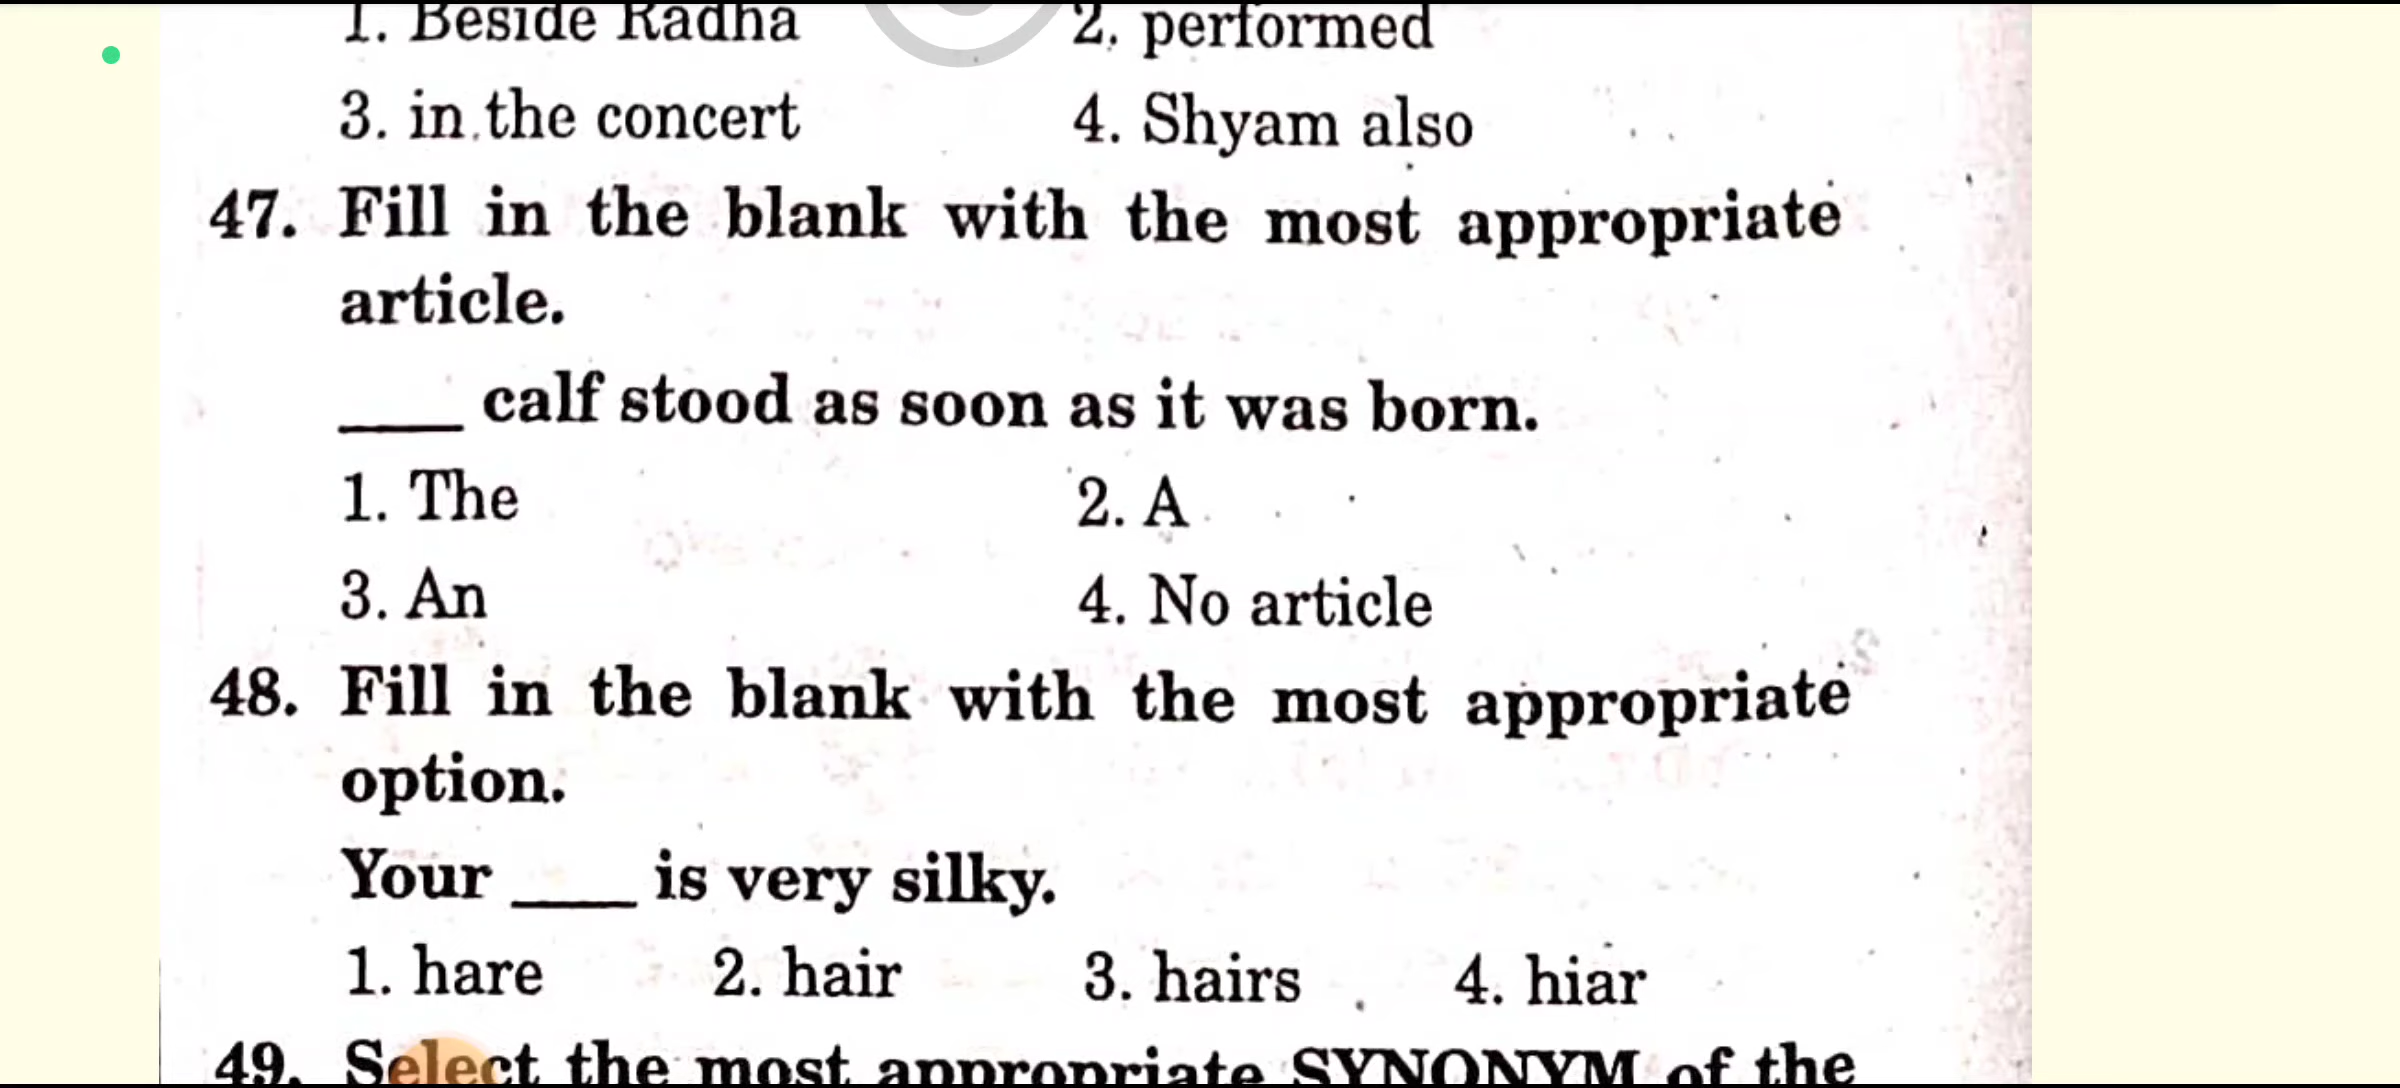 1. Beside Radha 2. performed
3. in the concert 4. Shyam also
47. Fill in the blank with the most appropriate
article.
____ calf stood as soon as it was born.
1. The 2. A
3. An 4. No article
48. Fill in the blank with the most appropriate
option.
Your ____ is very silky.
1. hare 2. hair 3. hairs 4. hiar
49. Select the most appropriate SYNONYM of the